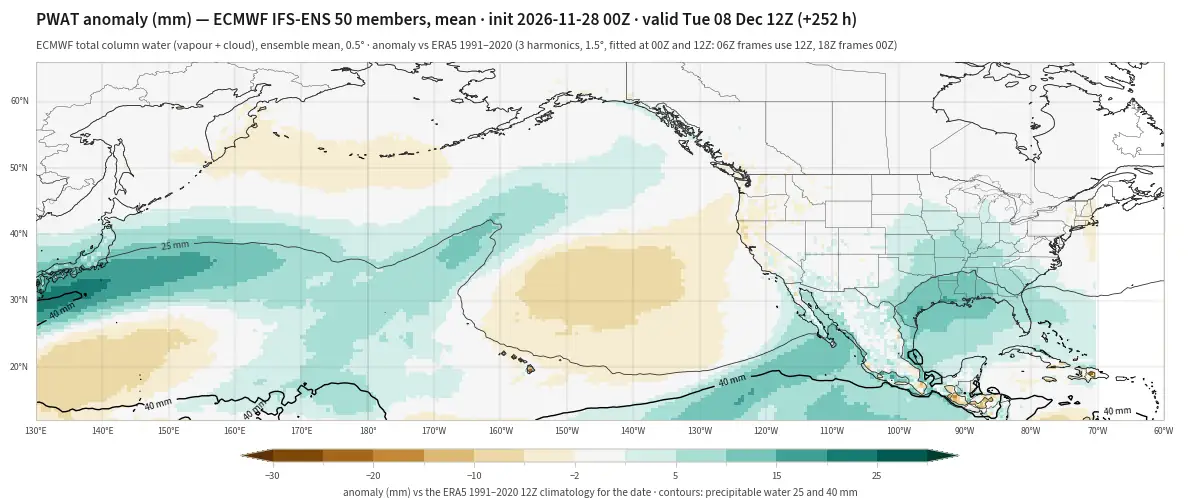 PWAT anomaly (mm) — ECMWF IFS-ENS 50 members, mean · init 2026-11-28 00Z · valid Tue 08 Dec 12Z (+252 h)
ECMWF total column water (vapour + cloud), ensemble mean, 0.5° · anomaly vs ERA5 1991–2020 (3 harmonics, 1.5°, fitted at 00Z and 12Z: 06Z frames use 12Z, 18Z frames 00Z)
60°N
50°N
40°N
30°N
20°N
25 mm
40 mm
40 mm
40 mm
40 mm
40 mm
130°E 140°E 150°E 160°E 170°E 180° 170°W 160°W 150°W 140°W 130°W 120°W 110°W 100°W 90°W 80°W 70°W 60°W
−30 −20 −10 −2 5 15 25
anomaly (mm) vs the ERA5 1991–2020 12Z climatology for the date · contours: precipitable water 25 and 40 mm